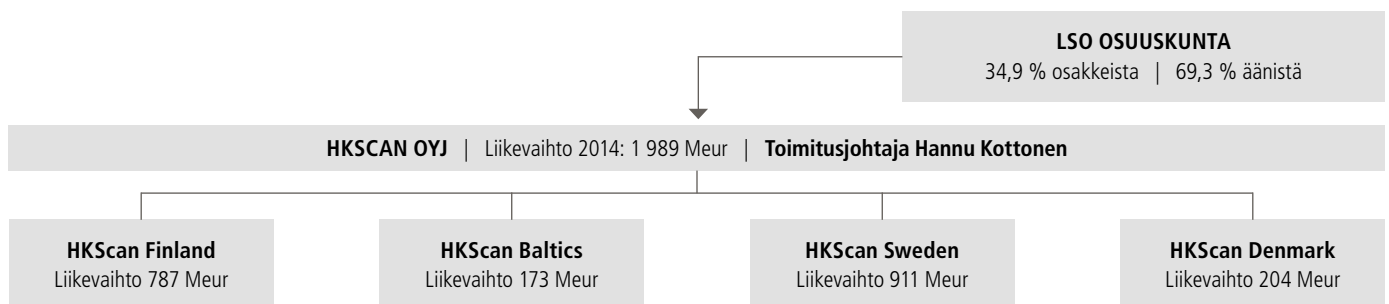 LSO OSUUSKUNTA
34,9 % osakkeista | 69,3 % äänistä
HKSCAN OYJ | Liikevaihto 2014: 1 989 Meur | Toimitusjohtaja Hannu Kottonen
HKScan Finland
Liikevaihto 787 Meur
HKScan Baltics
Liikevaihto 173 Meur
HKScan Sweden
Liikevaihto 911 Meur
HKScan Denmark
Liikevaihto 204 Meur